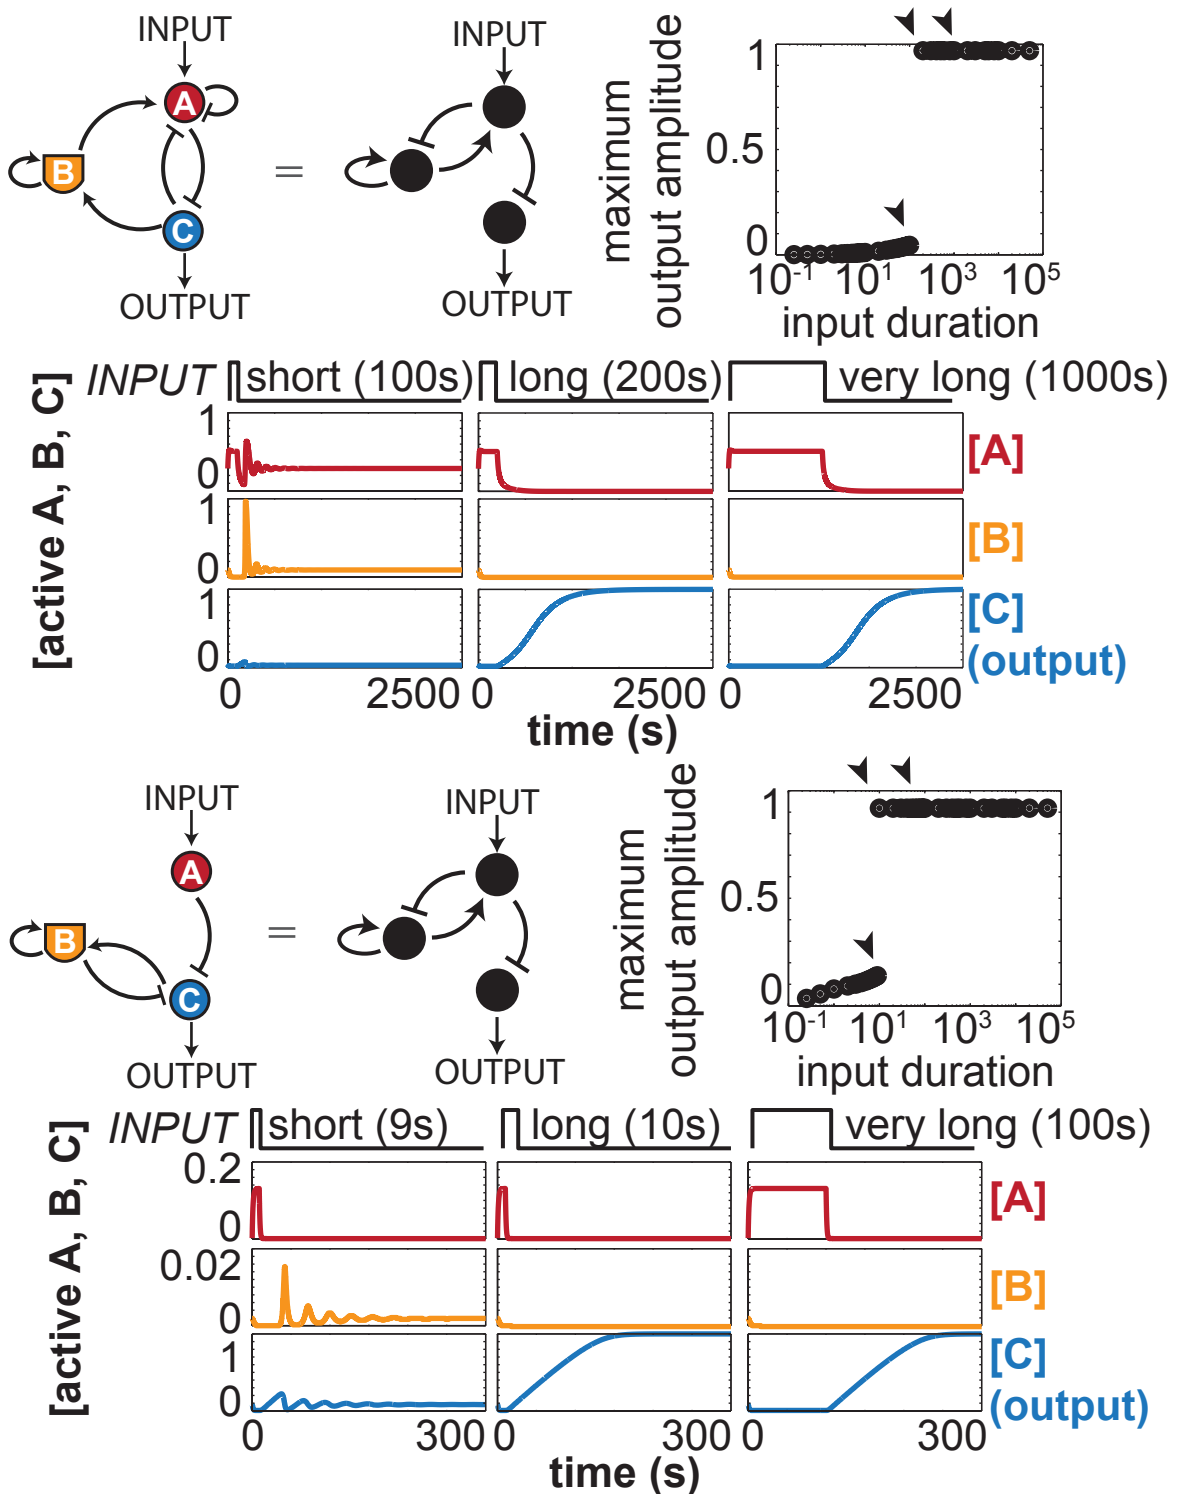 INPUT
INPUT
A
B
=
C
OUTPUT
OUTPUT
maximum
output amplitude
1
0.5
0
10-1 101 103 105
input duration
INPUT short (100s) long (200s) very long (1000s)
[active A, B, C]
1
0
[A]
1
0
[B]
1
0
[C]
(output)
0 2500 0 2500 0 2500
time (s)
INPUT
INPUT
A
B
=
C
OUTPUT
OUTPUT
maximum
output amplitude
1
0.5
0
10-1 101 103 105
input duration
INPUT short (9s) long (10s) very long (100s)
[active A, B, C]
0.2
0
[A]
0.02
0
[B]
1
0
[C]
(output)
0 300 0 300 0 300
time (s)